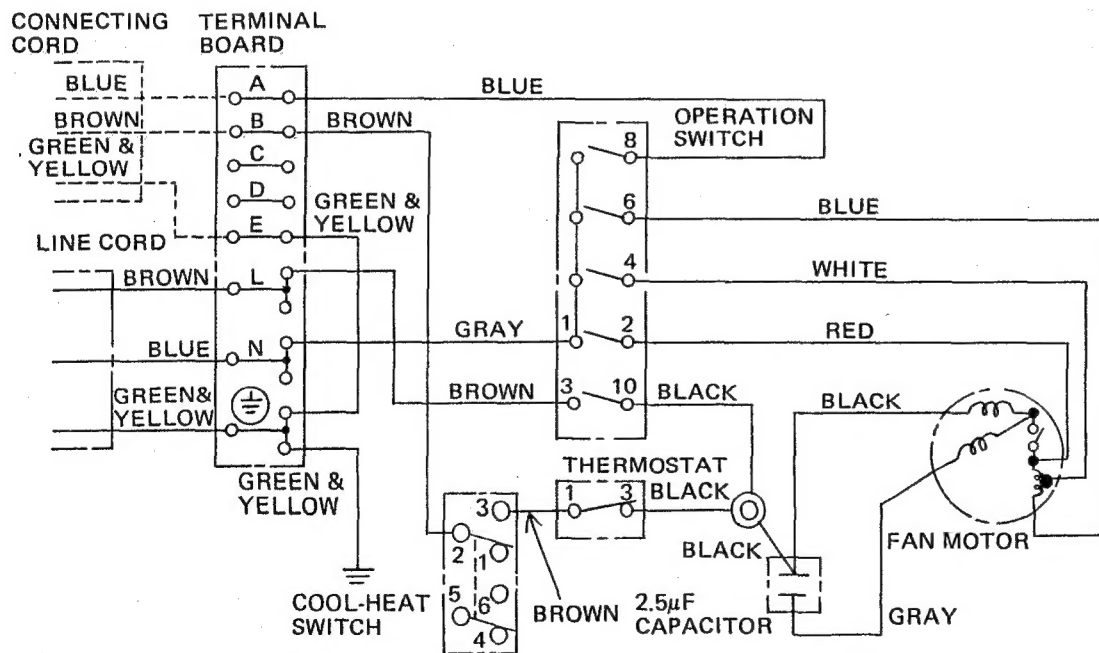 CONNECTING
CORD
TERMINAL
BOARD
BLUE
A
BLUE
BROWN
B
BROWN
OPERATION
SWITCH
GREEN &
YELLOW
C
8
D
GREEN &
YELLOW
6
BLUE
LINE CORD
E
4
WHITE
BROWN
L
GRAY
1
2
RED
BLUE
N
BROWN
3
10
BLACK
BLACK
GREEN&
YELLOW
GREEN &
YELLOW
THERMOSTAT
1
3
BLACK
3
2
1
BLACK
FAN MOTOR
5
6
4
COOL-HEAT
SWITCH
BROWN
2.5μF
CAPACITOR
GRAY